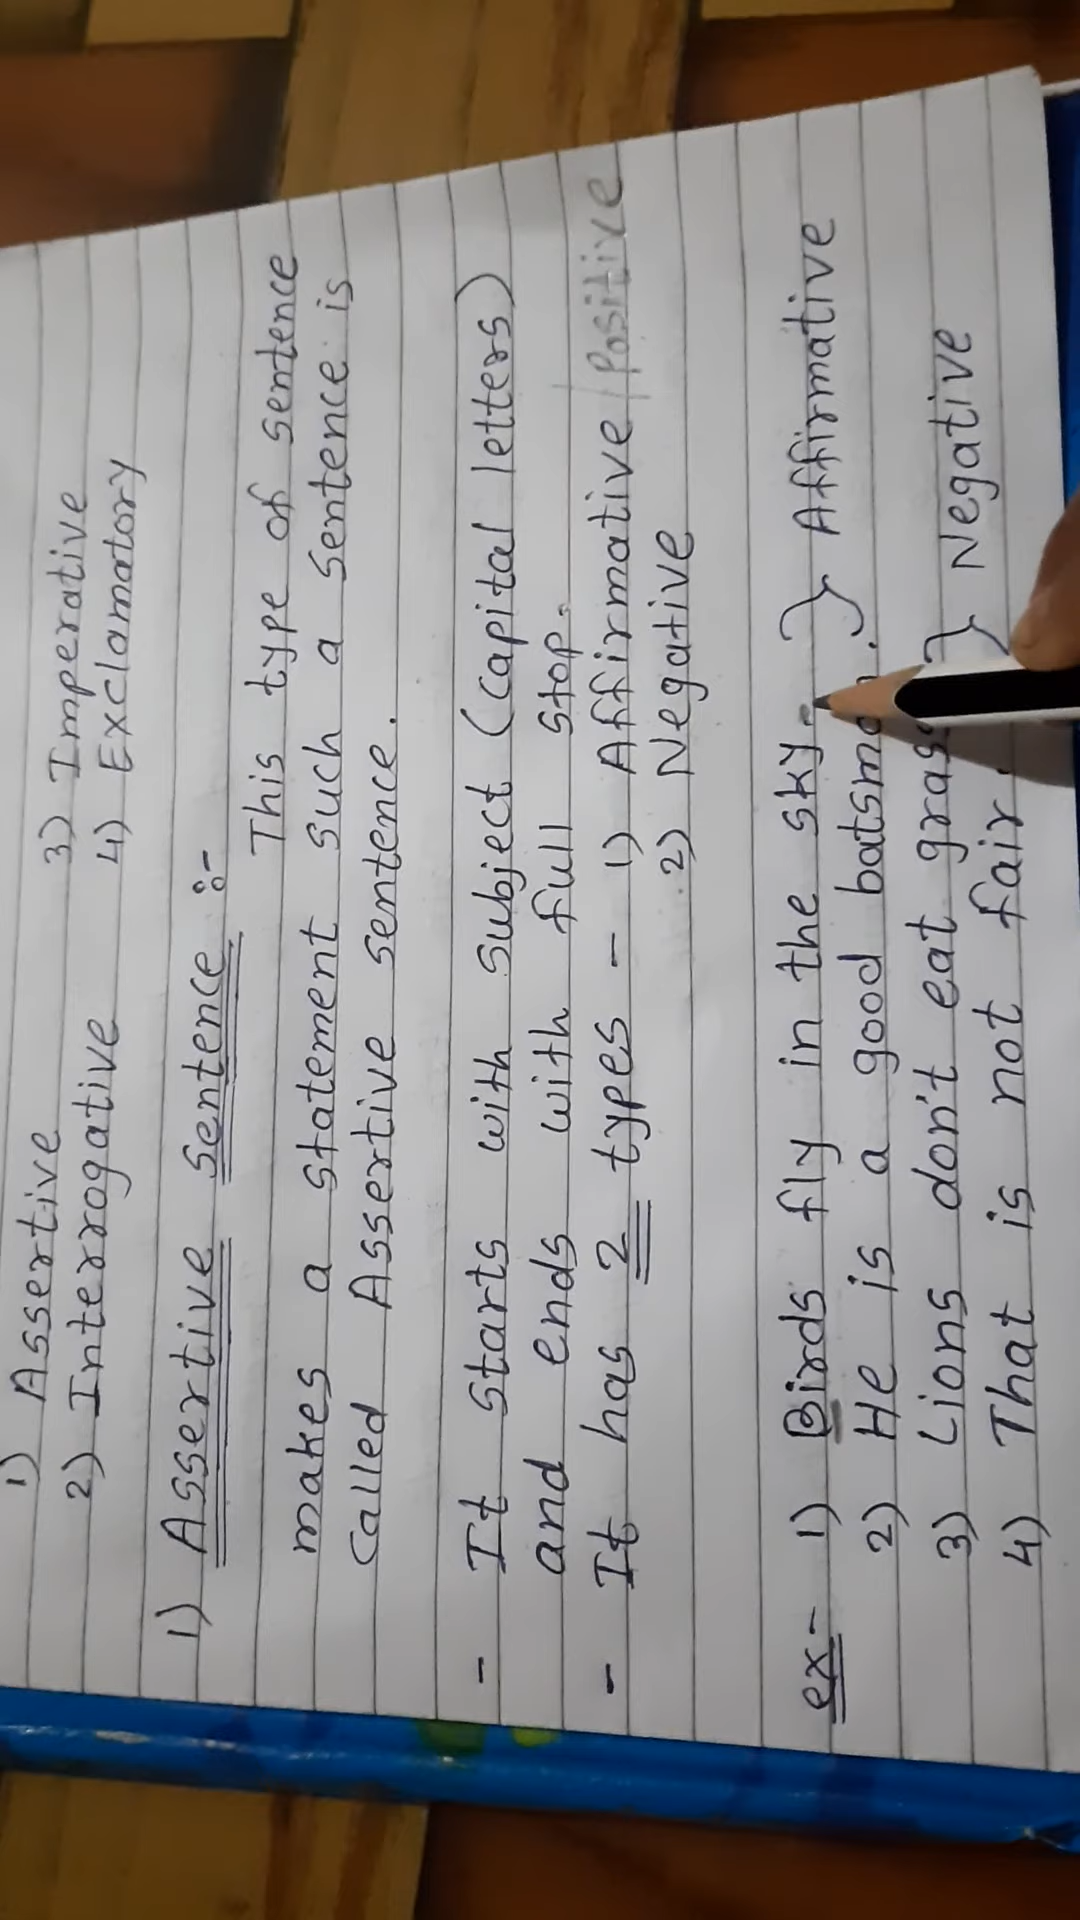 1) Assertive 3) Imperative
2) Interrogative 4) Exclamatory
1) Assertive Sentence :-
This type of sentence
makes a statement such a sentence is
called Assertive sentence.
- It starts with subject (capital letters)
and ends with full stop.
- It has 2 types - 1) Affirmative / Positive
2) Negative
ex- 1) Birds fly in the sky. } Affirmative
2) He is a good batsman. }
3) Lions don't eat grass } Negative
4) That is not fair. }